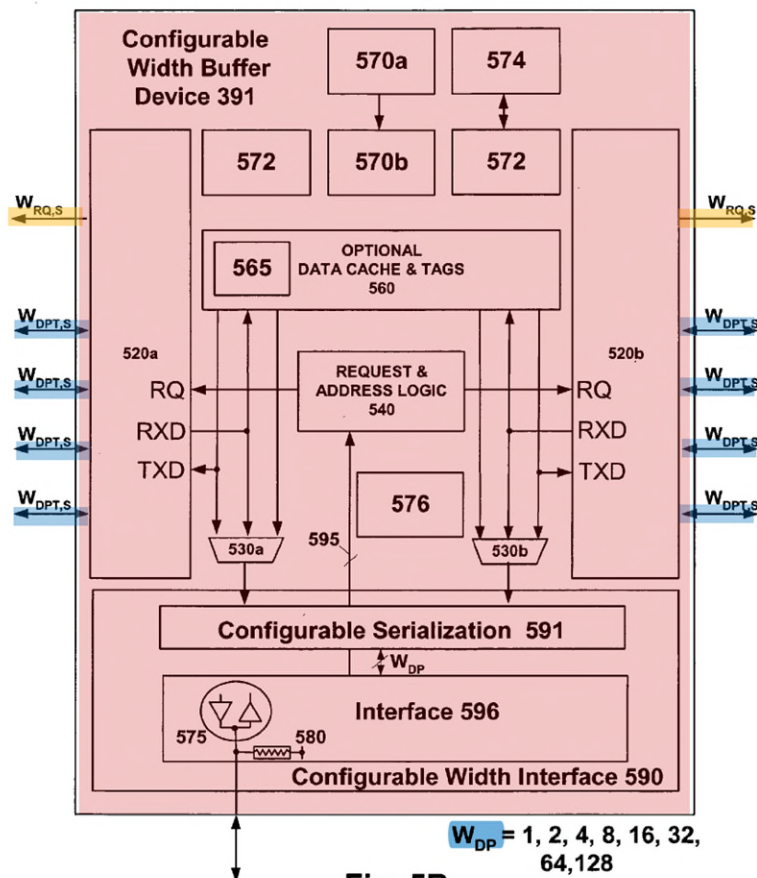 Configurable
Width Buffer
Device 391
570a
574
572
570b
572
W_RQ,S
W_RQ,S
565
OPTIONAL
DATA CACHE & TAGS
560
W_DPT,S
W_DPT,S
520a
520b
W_DPT,S
W_DPT,S
RQ
REQUEST &
ADDRESS LOGIC
540
RQ
RXD
RXD
W_DPT,S
W_DPT,S
TXD
TXD
576
W_DPT,S
W_DPT,S
530a
595
530b
Configurable Serialization 591
W_DP
Interface 596
575
580
Configurable Width Interface 590
W_DP = 1, 2, 4, 8, 16, 32,
64,128